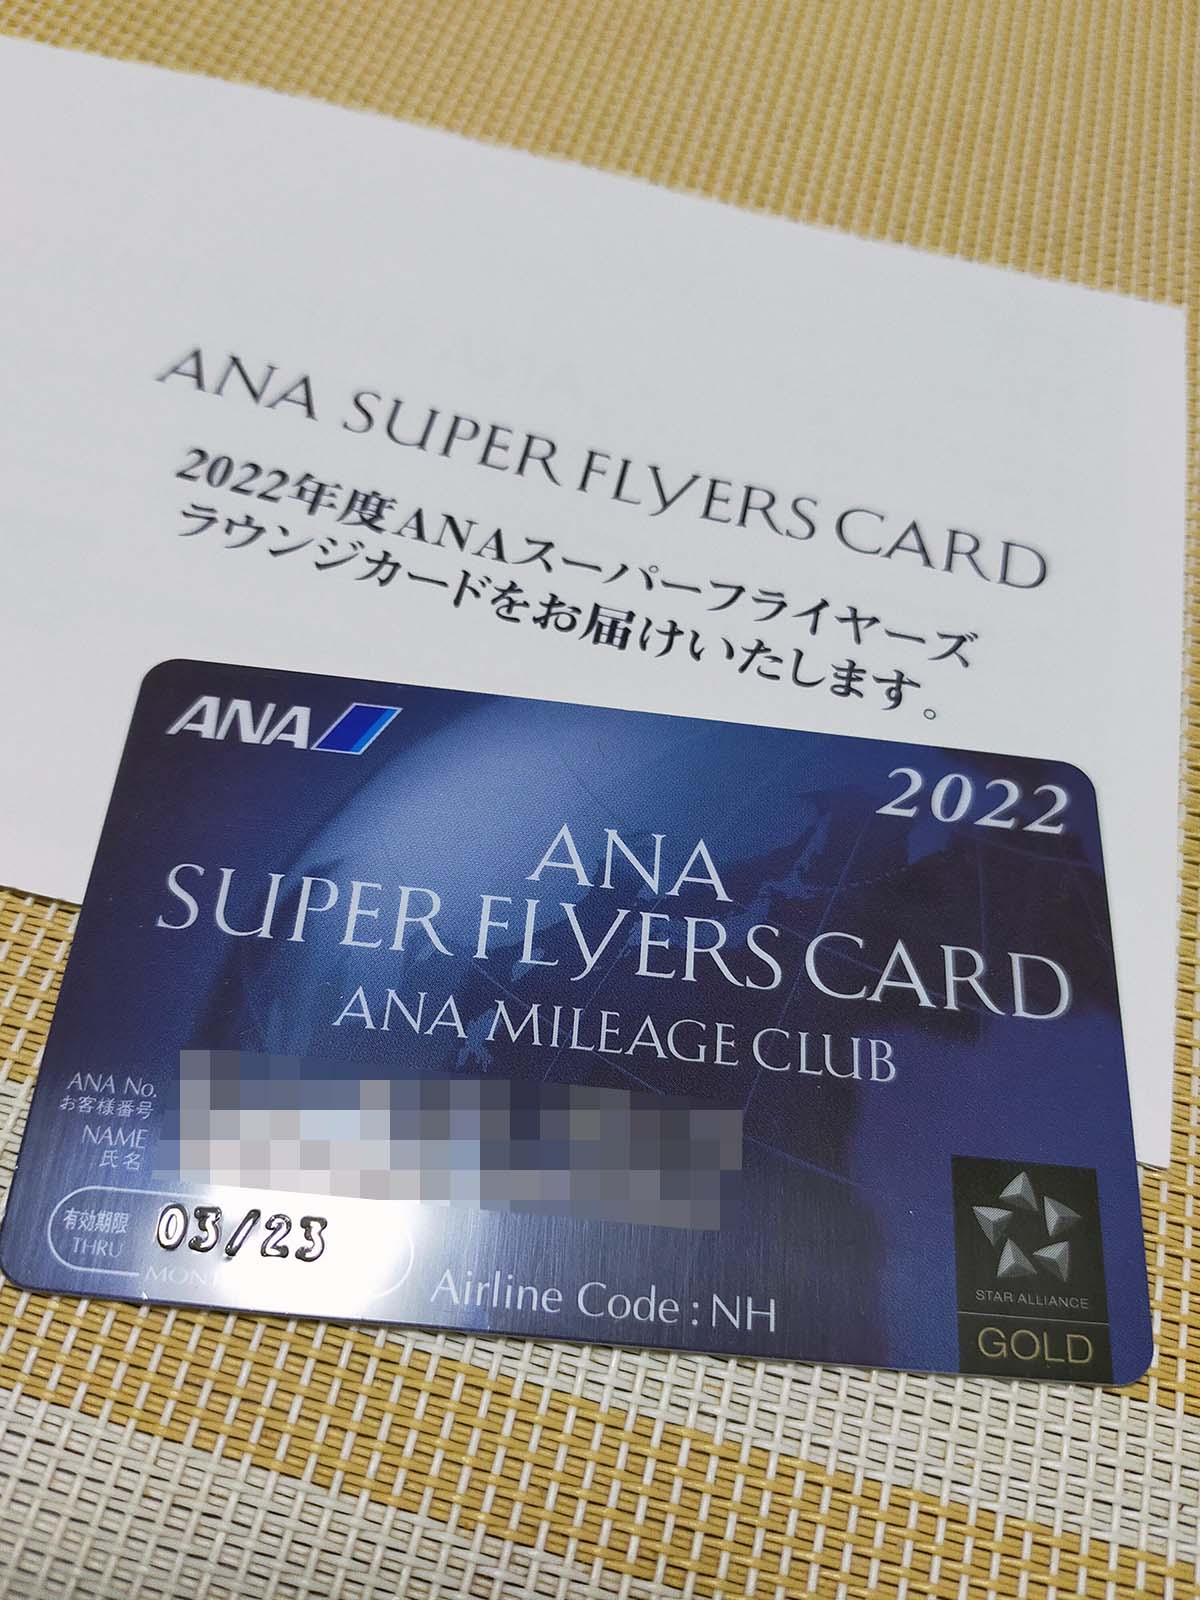 ANA SUPER FLYERS CARD
2022年度ANAスーパーフライヤーズ
ラウンジカードをお届けいたします。
ANA
2022
ANA
SUPER FLYERS CARD
ANA MILEAGE CLUB
ANA No.
お客様番号
NAME
氏名
有効期限
THRU
03/23
Airline Code : NH
STAR ALLIANCE
GOLD